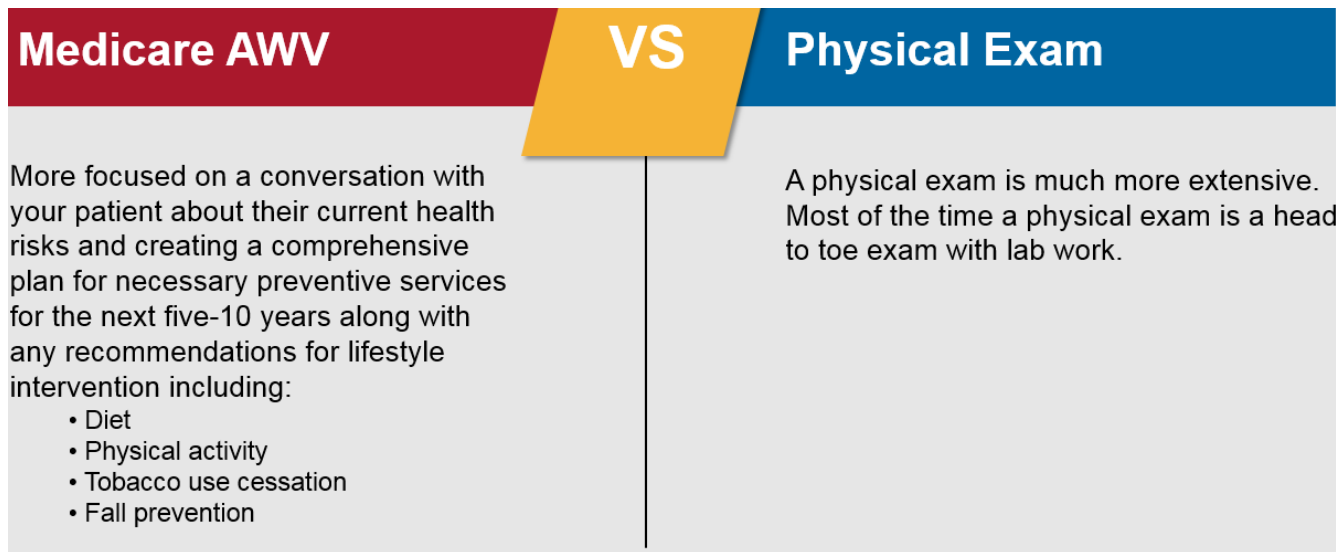 Medicare AWV
VS
Physical Exam
More focused on a conversation with
your patient about their current health
risks and creating a comprehensive
plan for necessary preventive services
for the next five-10 years along with
any recommendations for lifestyle
intervention including:
• Diet
• Physical activity
• Tobacco use cessation
• Fall prevention
A physical exam is much more extensive.
Most of the time a physical exam is a head
to toe exam with lab work.